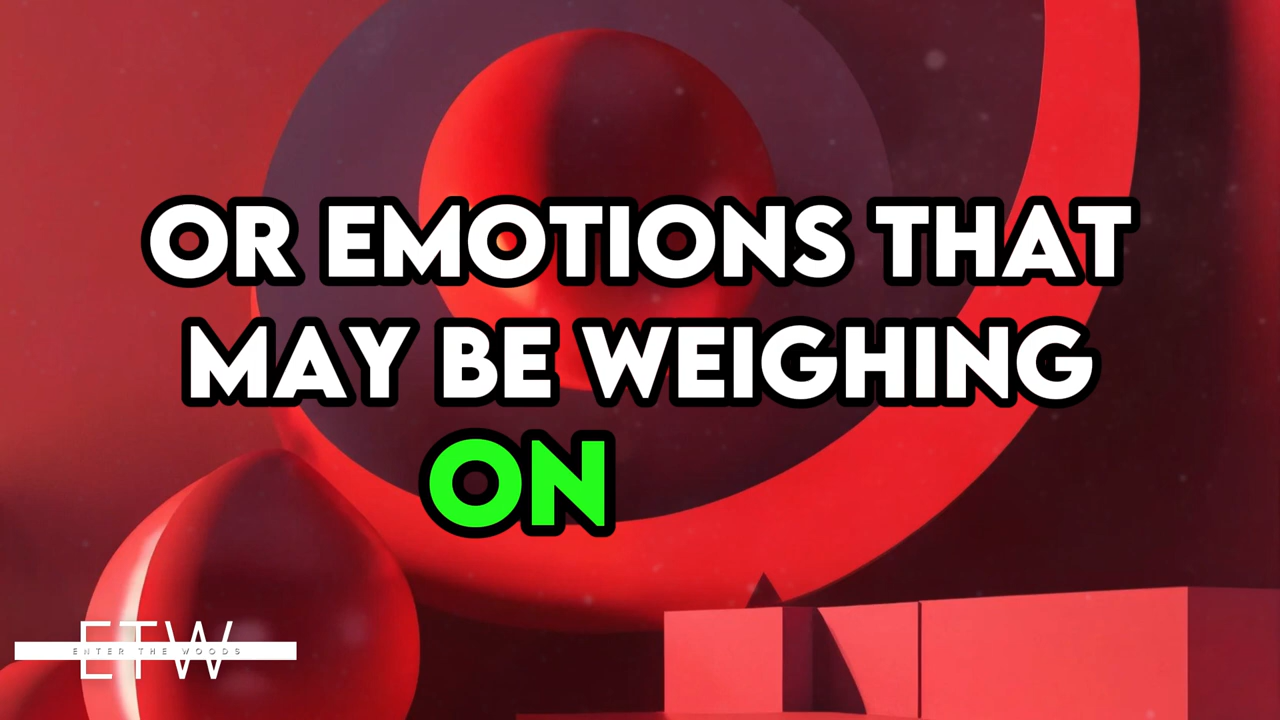 OR EMOTIONS THAT
MAY BE WEIGHING
ON
ETW
ENTER THE WOODS